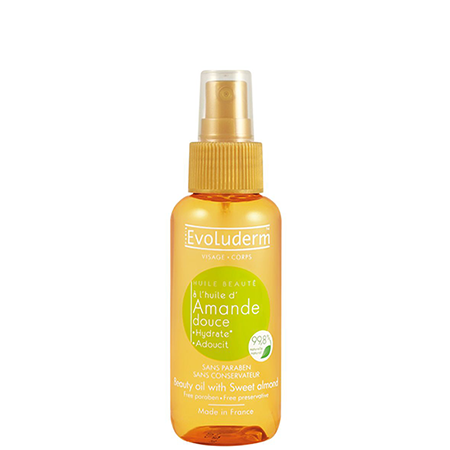 Evoluderm
VISAGE • CORPS
HUILE BEAUTÉ
à l'huile d'
Amande
douce
•Hydrate*
•Adoucit
99,8%
SANS PARABEN
SANS CONSERVATEUR
Beauty oil with Sweet almond
Free paraben • Free preservative
Made in France